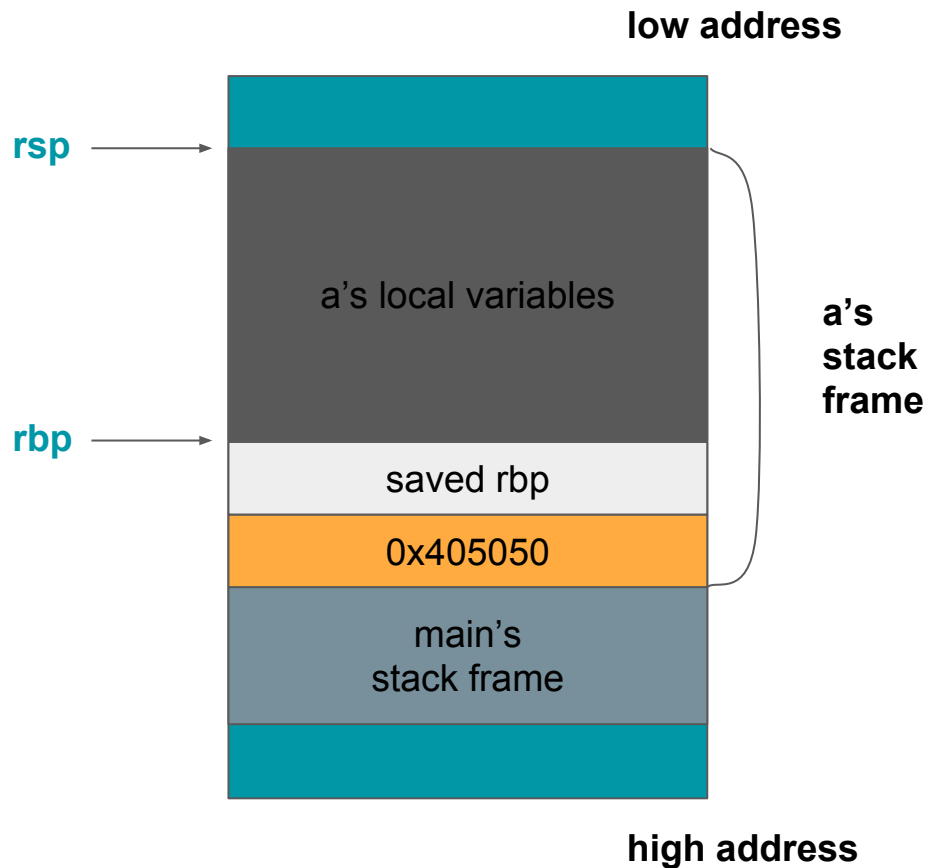 low address
rsp
a’s local variables
a’s
stack
frame
rbp
saved rbp
0x405050
main’s
stack frame
high address